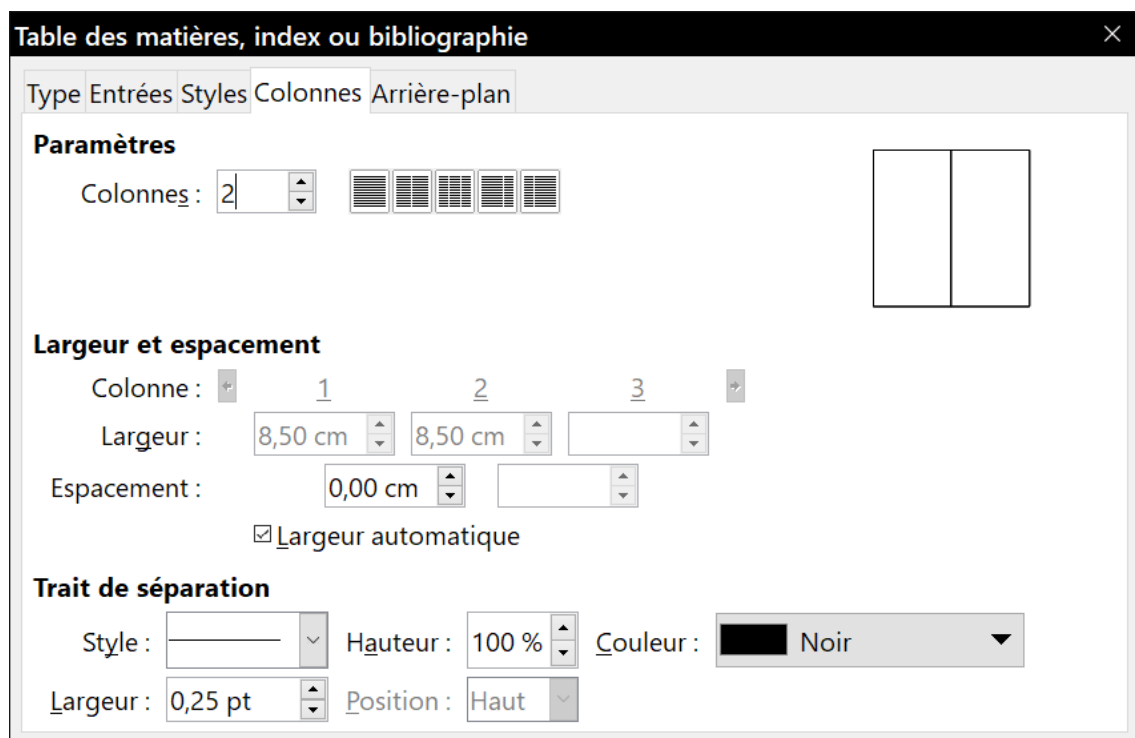 Table des matières, index ou bibliographie
Type Entrées Styles Colonnes Arrière-plan
Paramètres
Colonnes : 2
Largeur et espacement
Colonne : 1 2 3
Largeur : 8,50 cm 8,50 cm
Espacement : 0,00 cm
Largeur automatique
Trait de séparation
Style : Hauteur : 100 % Couleur : Noir
Largeur : 0,25 pt Position : Haut